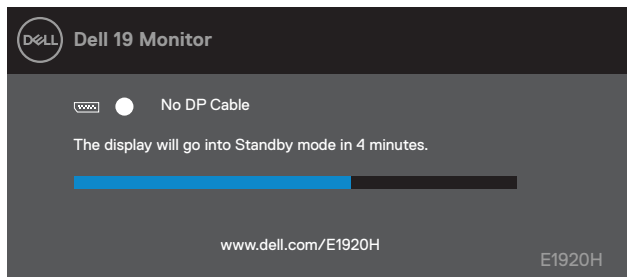 DELL Dell 19 Monitor
No DP Cable
The display will go into Standby mode in 4 minutes.
www.dell.com/E1920H
E1920H